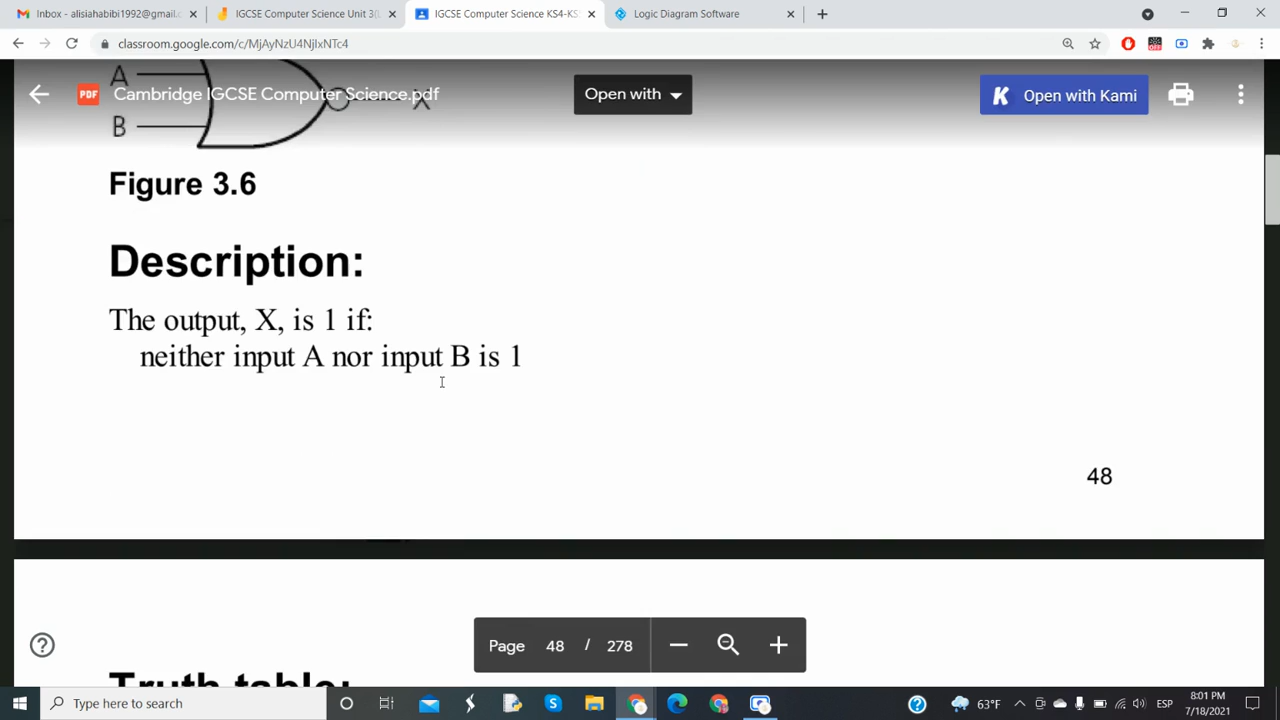 Inbox - alisiahabibi1992@gmail.c
IGCSE Computer Science Unit 3(
IGCSE Computer Science KS4-KS
Logic Diagram Software
classroom.google.com/c/MjAyNzU4NjIxNTc4
A
PDF
Cambridge IGCSE Computer Science.pdf
X
Open with
K Open with Kami
B
Figure 3.6
Description:
The output, X, is 1 if:
neither input A nor input B is 1
48
Page 48 / 278
Truth table:
Type here to search
63°F
ESP
8:01 PM
7/18/2021